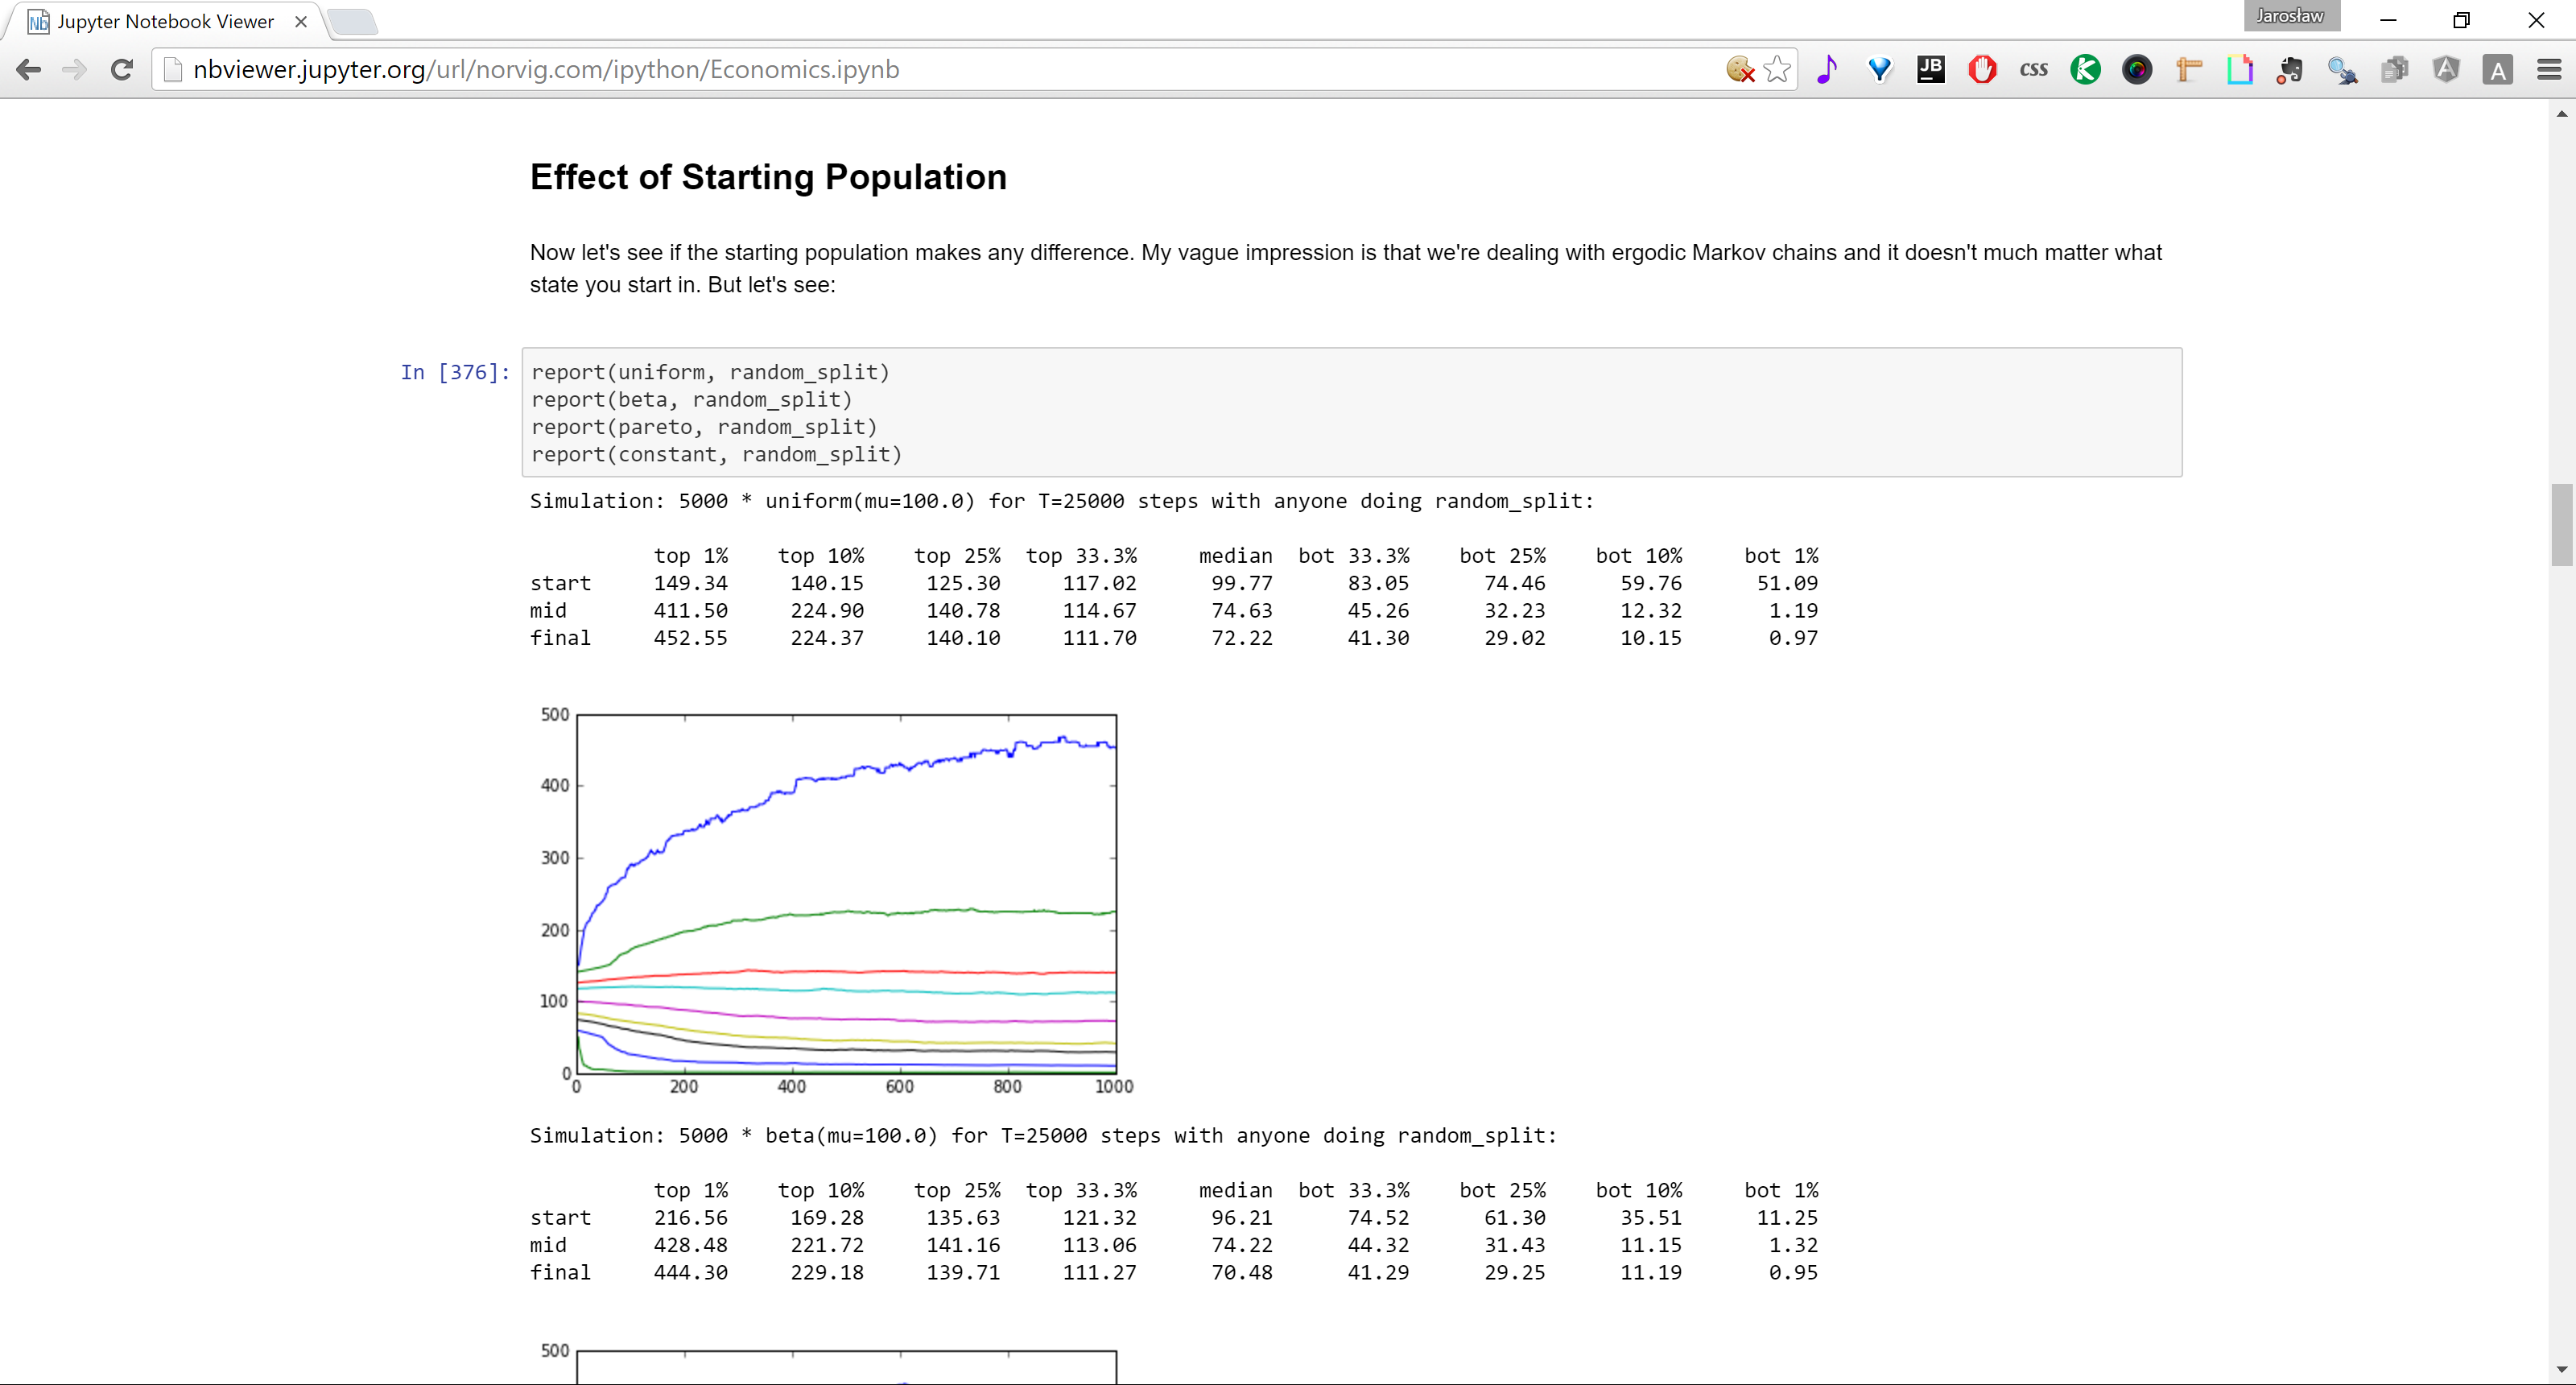 Jupyter Notebook Viewer
Jarosław
nbviewer.jupyter.org/url/norvig.com/ipython/Economics.ipynb
JB
css
K
A
A
Effect of Starting Population
Now let's see if the starting population makes any difference. My vague impression is that we're dealing with ergodic Markov chains and it doesn't much matter what
state you start in. But let's see:
In [376]:
report(uniform, random_split)
report(beta, random_split)
report(pareto, random_split)
report(constant, random_split)
Simulation: 5000 * uniform(mu=100.0) for T=25000 steps with anyone doing random_split:
top 1% top 10% top 25% top 33.3% median bot 33.3% bot 25% bot 10% bot 1%
start 149.34 140.15 125.30 117.02 99.77 83.05 74.46 59.76 51.09
mid 411.50 224.90 140.78 114.67 74.63 45.26 32.23 12.32 1.19
final 452.55 224.37 140.10 111.70 72.22 41.30 29.02 10.15 0.97
500
400
300
200
100
0
0 200 400 600 800 1000
Simulation: 5000 * beta(mu=100.0) for T=25000 steps with anyone doing random_split:
top 1% top 10% top 25% top 33.3% median bot 33.3% bot 25% bot 10% bot 1%
start 216.56 169.28 135.63 121.32 96.21 74.52 61.30 35.51 11.25
mid 428.48 221.72 141.16 113.06 74.22 44.32 31.43 11.15 1.32
final 444.30 229.18 139.71 111.27 70.48 41.29 29.25 11.19 0.95
500